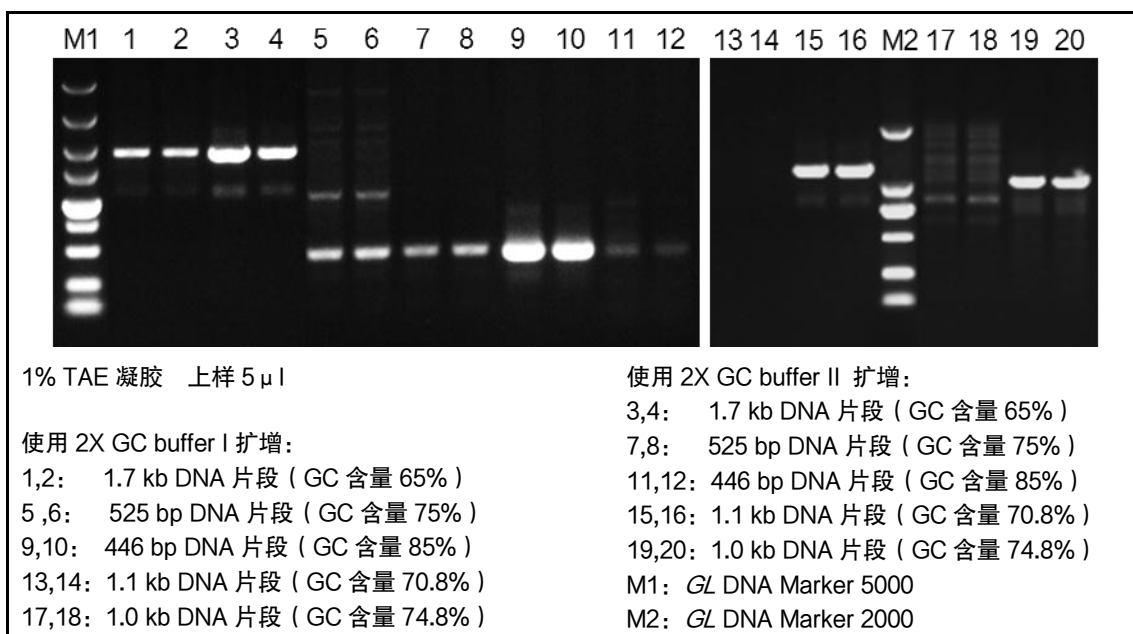 M1 1 2 3 4 5 6 7 8 9 10 11 12 13 14 15 16 M2 17 18 19 20
1% TAE 凝胶 上样 5μl
使用 2X GC buffer I 扩增:
1,2: 1.7 kb DNA 片段（GC 含量 65%）
5 ,6: 525 bp DNA 片段（GC 含量 75%）
9,10: 446 bp DNA 片段（GC 含量 85%）
13,14: 1.1 kb DNA 片段（GC 含量 70.8%）
17,18: 1.0 kb DNA 片段（GC 含量 74.8%）
使用 2X GC buffer II 扩增:
3,4: 1.7 kb DNA 片段（GC 含量 65%）
7,8: 525 bp DNA 片段（GC 含量 75%）
11,12: 446 bp DNA 片段（GC 含量 85%）
15,16: 1.1 kb DNA 片段（GC 含量 70.8%）
19,20: 1.0 kb DNA 片段（GC 含量 74.8%）
M1: GL DNA Marker 5000
M2: GL DNA Marker 2000